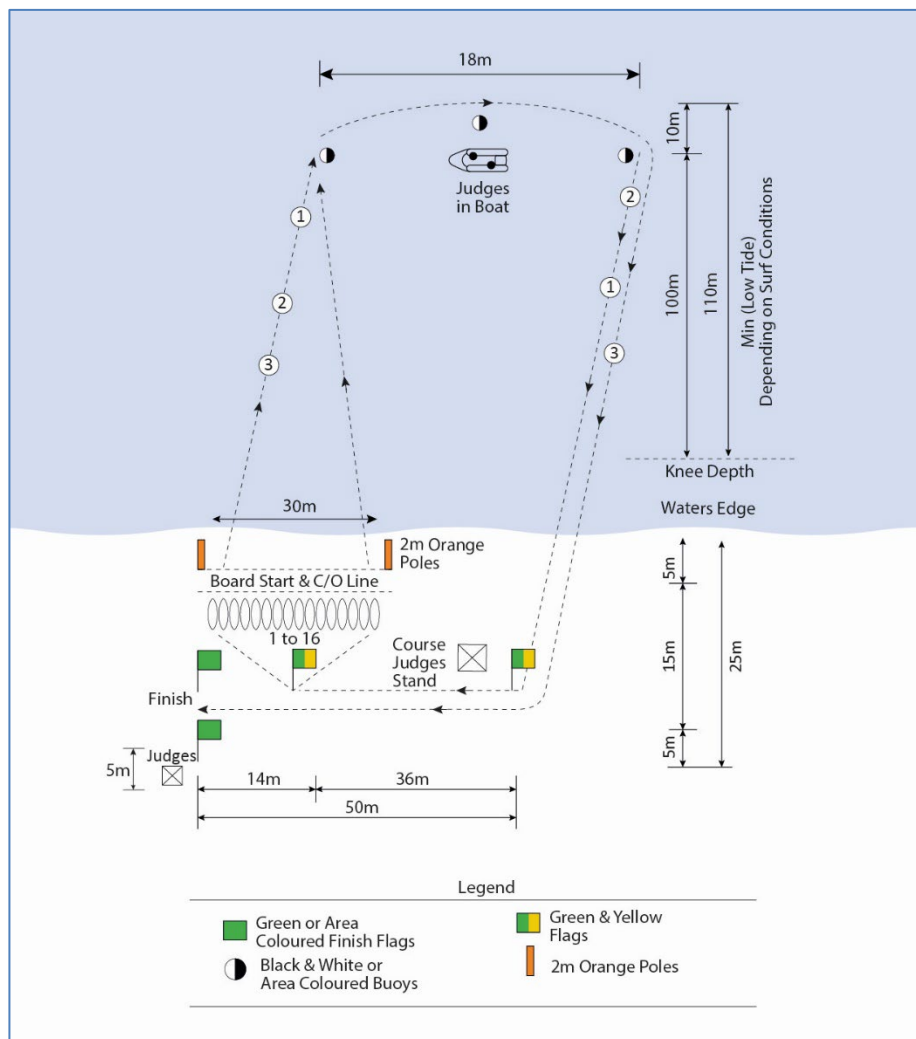 18m
10m
Judges
in Boat
1
2
2
1
3
3
100m
110m
Min (Low Tide)
Depending on Surf Conditions
Knee Depth
Waters Edge
30m
2m Orange
Poles
Board Start & C/O Line
1 to 16
Course
Judges
Stand
5m
15m
25m
5m
Finish
Judges
5m
14m
36m
50m
Legend
Green or Area
Coloured Finish Flags
Green & Yellow
Flags
Black & White or
Area Coloured Buoys
2m Orange Poles